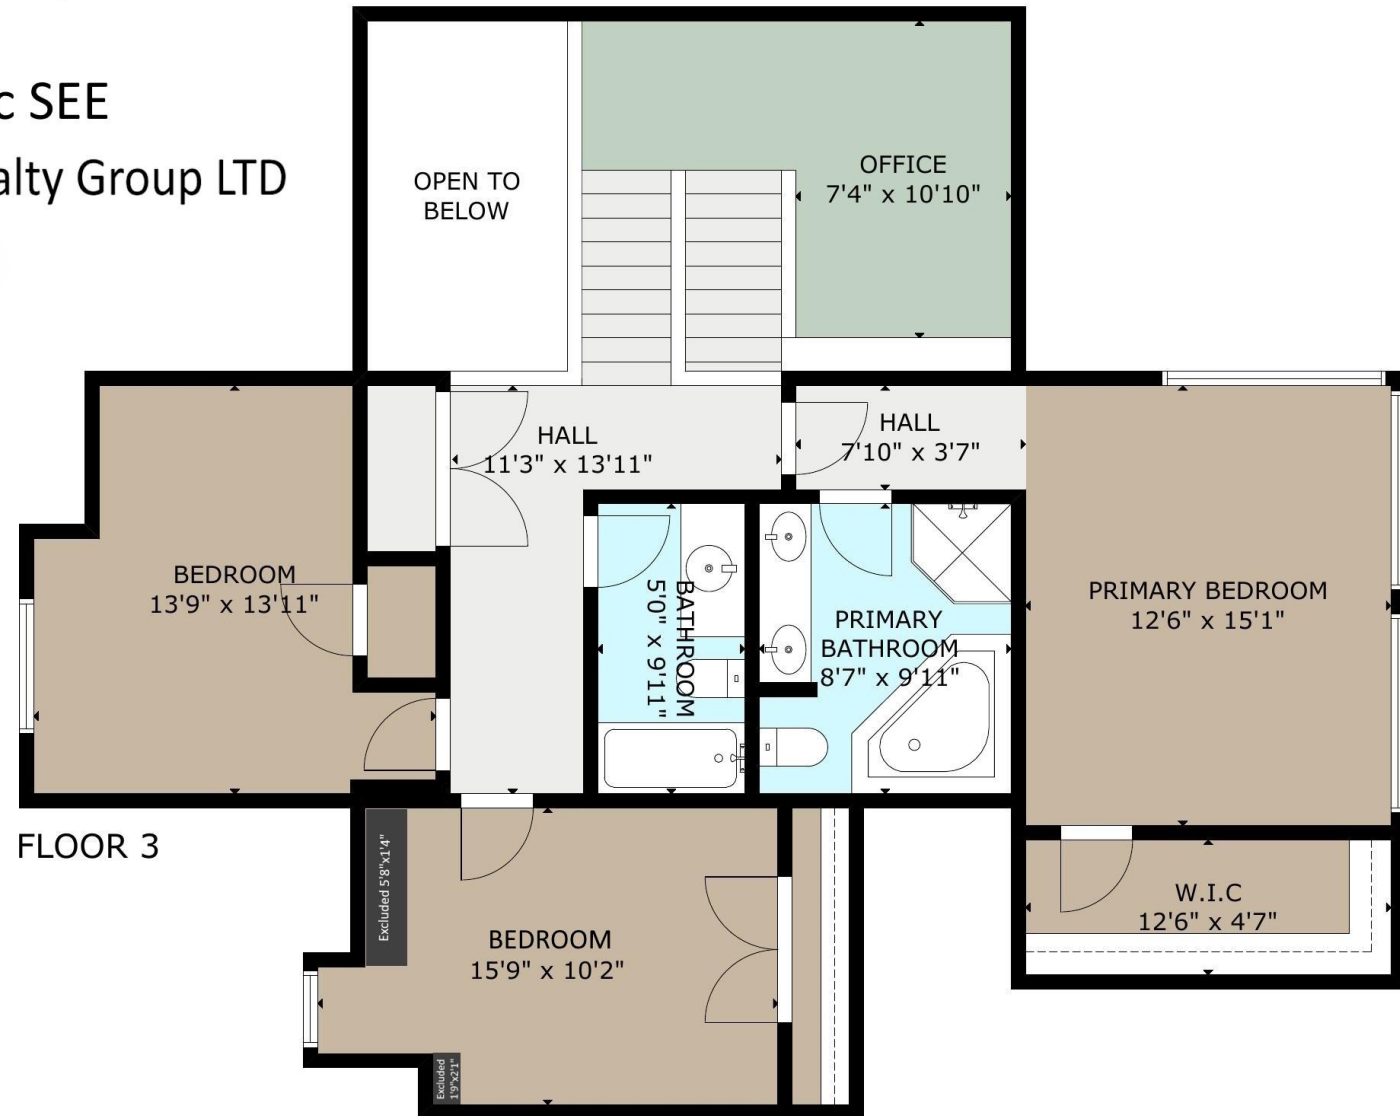 c SEE
alty Group LTD
OPEN TO
BELOW
OFFICE
7'4" x 10'10"
HALL
11'3" x 13'11"
HALL
7'10" x 3'7"
BEDROOM
13'9" x 13'11"
BATHROOM
5'0" x 9'11"
PRIMARY
BATHROOM
8'7" x 9'11"
PRIMARY BEDROOM
12'6" x 15'1"
FLOOR 3
Excluded 5'8"x1'4"
BEDROOM
15'9" x 10'2"
W.I.C
12'6" x 4'7"
Excluded
1'9"x2'1"